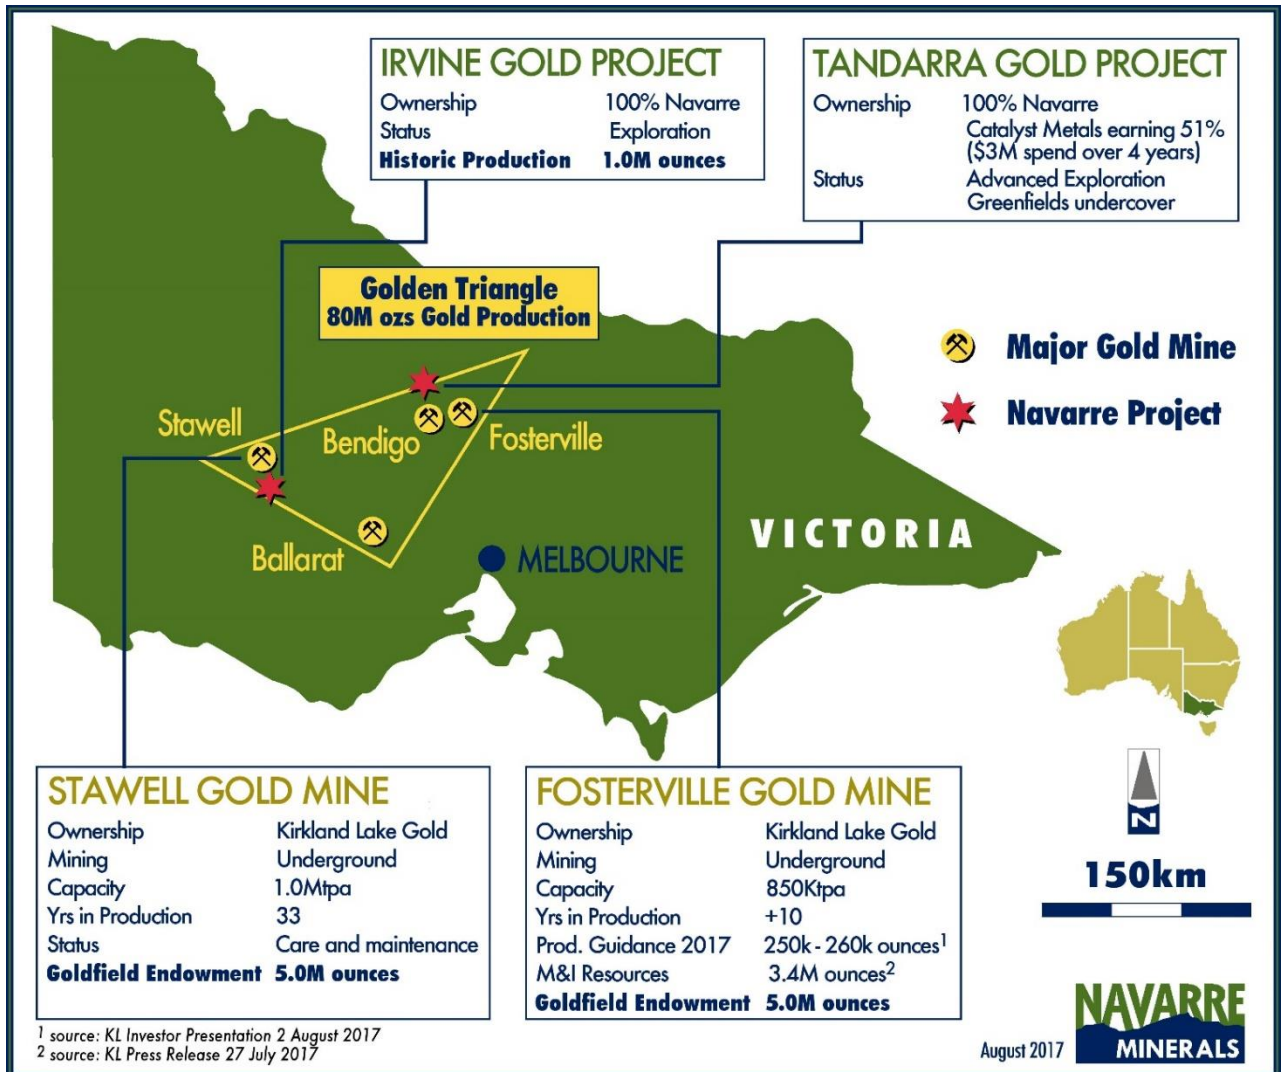 IRVINE GOLD PROJECT
Ownership 100% Navarre
Status Exploration
Historic Production 1.0M ounces
TANDARRA GOLD PROJECT
Ownership 100% Navarre
Catalyst Metals earning 51%
($3M spend over 4 years)
Status Advanced Exploration
Greenfields undercover
Golden Triangle
80M ozs Gold Production
Major Gold Mine
Navarre Project
Stawell
Bendigo
Fosterville
Ballarat
MELBOURNE
VICTORIA
STAWELL GOLD MINE
Ownership Kirkland Lake Gold
Mining Underground
Capacity 1.0Mtpa
Yrs in Production 33
Status Care and maintenance
Goldfield Endowment 5.0M ounces
FOSTERVILLE GOLD MINE
Ownership Kirkland Lake Gold
Mining Underground
Capacity 850Ktpa
Yrs in Production +10
Prod. Guidance 2017 250k - 260k ounces1
M&I Resources 3.4M ounces2
Goldfield Endowment 5.0M ounces
N
150km
1 source: KL Investor Presentation 2 August 2017
2 source: KL Press Release 27 July 2017
August 2017
NAVARRE
MINERALS